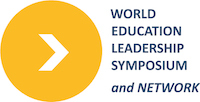 WORLD
EDUCATION
LEADERSHIP
SYMPOSIUM
and NETWORK